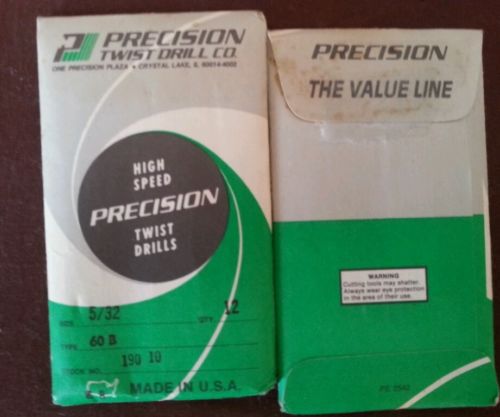 PRECISION
TWIST DRILL CO.
ONE PRECISION PLAZA • CRYSTAL LAKE, IL 60014-4002
HIGH
SPEED
PRECISION
TWIST
DRILLS
SIZE 5/32 QTY. 12
TYPE 60 B
STOCK NO. 190 10
MADE IN U.S.A.
PRECISION
THE VALUE LINE
WARNING
Cutting tools may shatter.
Always wear eye protection
in the area of their use.